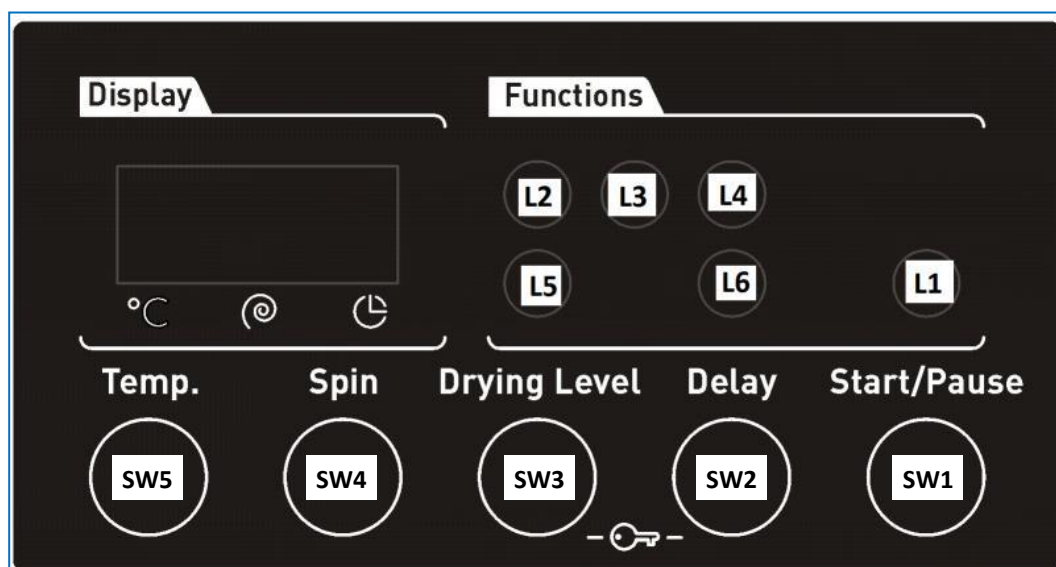 Display Functions
L2 L3 L4
L5 L6 L1
°C
Temp. Spin Drying Level Delay Start/Pause
SW5 SW4 SW3 SW2 SW1